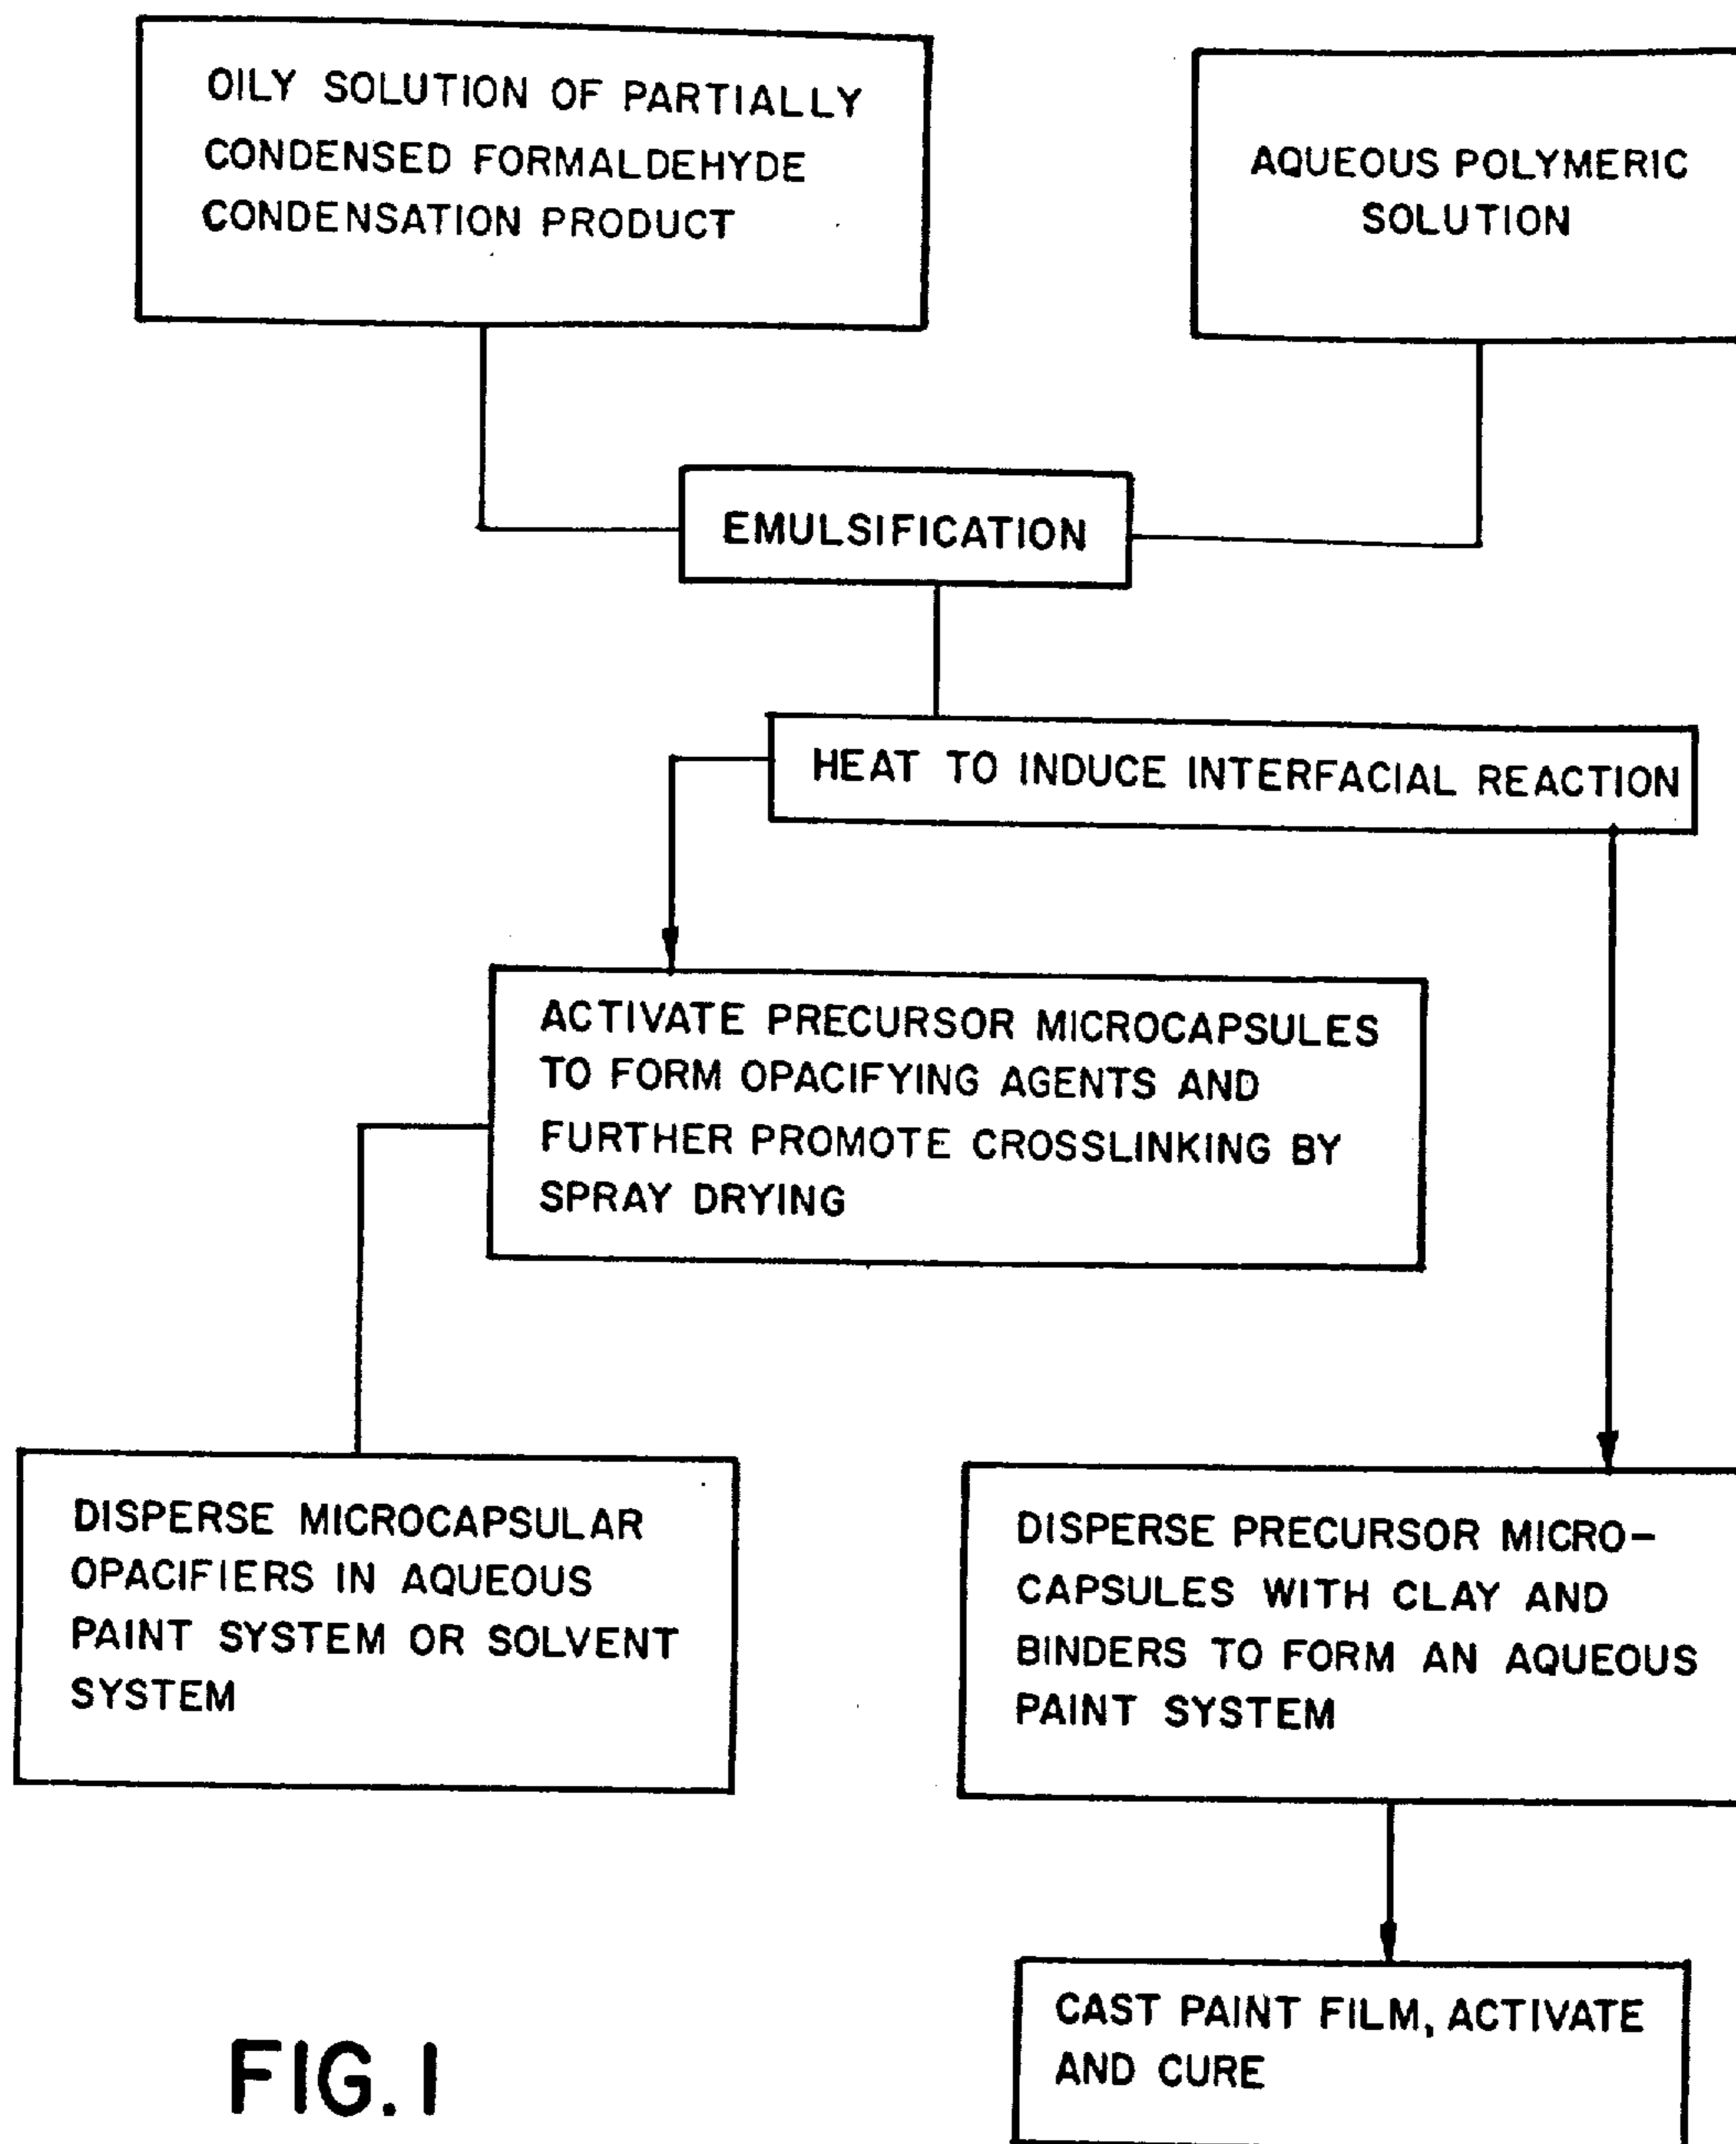 OILY SOLUTION OF PARTIALLY
CONDENSED FORMALDEHYDE
CONDENSATION PRODUCT
AQUEOUS POLYMERIC
SOLUTION
EMULSIFICATION
HEAT TO INDUCE INTERFACIAL REACTION
ACTIVATE PRECURSOR MICROCAPSULES
TO FORM OPACIFYING AGENTS AND
FURTHER PROMOTE CROSSLINKING BY
SPRAY DRYING
DISPERSE MICROCAPSULAR
OPACIFIERS IN AQUEOUS
PAINT SYSTEM OR SOLVENT
SYSTEM
DISPERSE PRECURSOR MICRO-
CAPSULES WITH CLAY AND
BINDERS TO FORM AN AQUEOUS
PAINT SYSTEM
CAST PAINT FILM, ACTIVATE
AND CURE
FIG. I